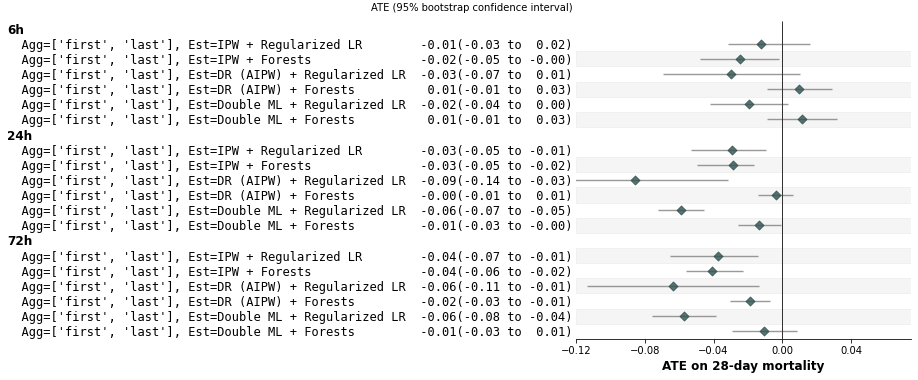 ATE (95% bootstrap confidence interval)
6h
Agg=['first', 'last'], Est=IPW + Regularized LR -0.01(-0.03 to 0.02)
Agg=['first', 'last'], Est=IPW + Forests -0.02(-0.05 to -0.00)
Agg=['first', 'last'], Est=DR (AIPW) + Regularized LR -0.03(-0.07 to 0.01)
Agg=['first', 'last'], Est=DR (AIPW) + Forests 0.01(-0.01 to 0.03)
Agg=['first', 'last'], Est=Double ML + Regularized LR -0.02(-0.04 to 0.00)
Agg=['first', 'last'], Est=Double ML + Forests 0.01(-0.01 to 0.03)
24h
Agg=['first', 'last'], Est=IPW + Regularized LR -0.03(-0.05 to -0.01)
Agg=['first', 'last'], Est=IPW + Forests -0.03(-0.05 to -0.02)
Agg=['first', 'last'], Est=DR (AIPW) + Regularized LR -0.09(-0.14 to -0.03)
Agg=['first', 'last'], Est=DR (AIPW) + Forests -0.00(-0.01 to 0.01)
Agg=['first', 'last'], Est=Double ML + Regularized LR -0.06(-0.07 to -0.05)
Agg=['first', 'last'], Est=Double ML + Forests -0.01(-0.03 to -0.00)
72h
Agg=['first', 'last'], Est=IPW + Regularized LR -0.04(-0.07 to -0.01)
Agg=['first', 'last'], Est=IPW + Forests -0.04(-0.06 to -0.02)
Agg=['first', 'last'], Est=DR (AIPW) + Regularized LR -0.06(-0.11 to -0.01)
Agg=['first', 'last'], Est=DR (AIPW) + Forests -0.02(-0.03 to -0.01)
Agg=['first', 'last'], Est=Double ML + Regularized LR -0.06(-0.08 to -0.04)
Agg=['first', 'last'], Est=Double ML + Forests -0.01(-0.03 to 0.01)
−0.12 −0.08 −0.04 0.00 0.04
ATE on 28-day mortality